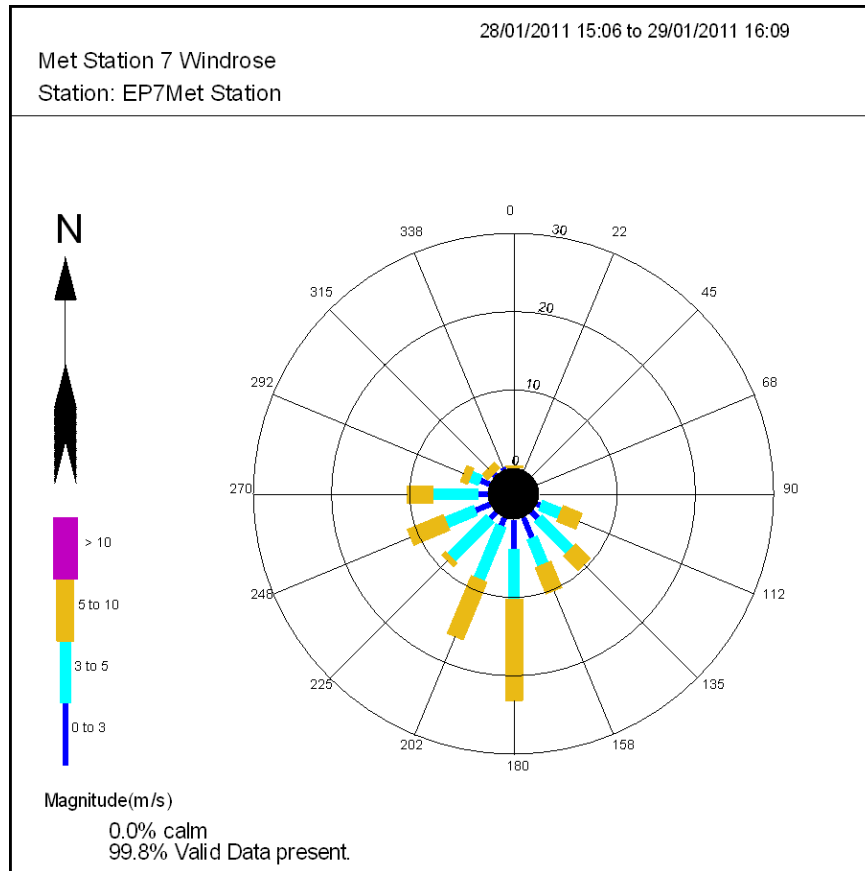 28/01/2011 15:06 to 29/01/2011 16:09
Met Station 7 Windrose
Station: EP7Met Station
N
0
338
30
22
315
20
45
292
10
68
0
270
90
> 10
5 to 10
248
112
3 to 5
225
135
0 to 3
202
158
180
Magnitude(m/s)
0.0% calm
99.8% Valid Data present.